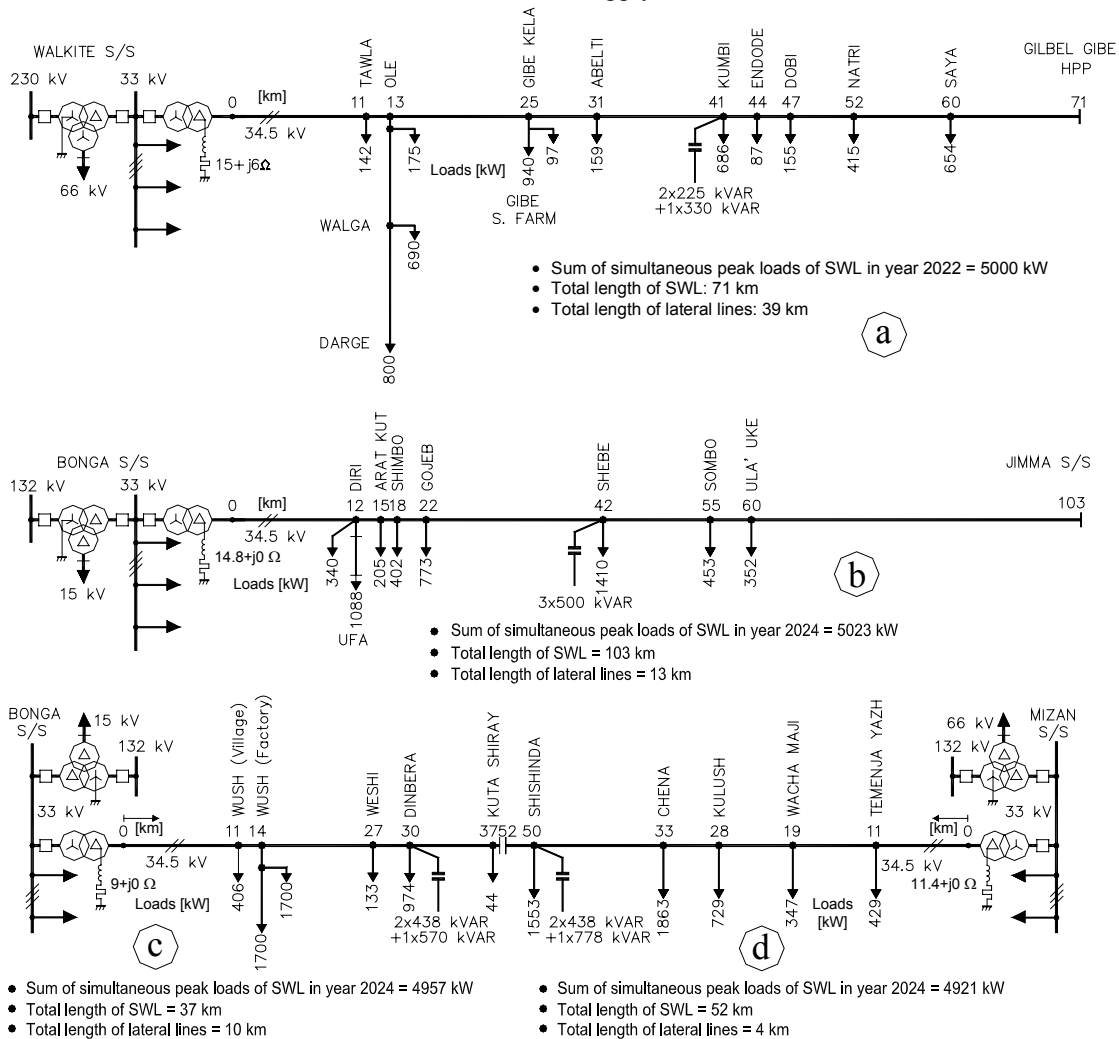 WALKITE S/S
230 kV
33 kV
0
[km]
34.5 kV
66 kV
15+j6Ω
11
TAWLA
13
OLE
25
GIBE KELA
31
ABELTI
41
KUMBI
44
ENDODE
47
DOBI
52
NATRI
60
SAYA
GILBEL GIBE
HPP
71
142
175
Loads [kW]
940
97
GIBE
S. FARM
159
686
87
155
415
654
2x225 kVAR
+1x330 kVAR
WALGA
690
DARGE
800
• Sum of simultaneous peak loads of SWL in year 2022 = 5000 kW
• Total length of SWL: 71 km
• Total length of lateral lines: 39 km
a
BONGA S/S
132 kV
33 kV
0
[km]
34.5 kV
15 kV
14.8+j0 Ω
Loads [kW]
12
DIRI
15
ARAT KUT
18
SHIMBO
22
GOJEB
42
SHEBE
55
SOMBO
60
ULA' UKE
JIMMA S/S
103
340
1088
UFA
205
402
773
3x500 kVAR
1410
453
352
b
• Sum of simultaneous peak loads of SWL in year 2024 = 5023 kW
• Total length of SWL = 103 km
• Total length of lateral lines = 13 km
BONGA
S/S
15 kV
132 kV
33 kV
0
[km]
34.5 kV
9+j0 Ω
Loads [kW]
11
WUSH (Village)
14
WUSH (Factory)
27
WESHI
30
DINBERA
37
KUTA SHIRAY
52
50
SHISHINDA
33
CHENA
28
KULUSH
19
WACHA MAJI
11
TEMENJA YAZH
[km]
0
34.5 kV
66 kV
132 kV
MIZAN
S/S
33 kV
11.4+j0 Ω
406
1700
1700
133
974
2x438 kVAR
+1x570 kVAR
44
1553
2x438 kVAR
+1x778 kVAR
1863
729
347
Loads
[kW]
429
c
d
• Sum of simultaneous peak loads of SWL in year 2024 = 4957 kW
• Total length of SWL = 37 km
• Total length of lateral lines = 10 km
• Sum of simultaneous peak loads of SWL in year 2024 = 4921 kW
• Total length of SWL = 52 km
• Total length of lateral lines = 4 km